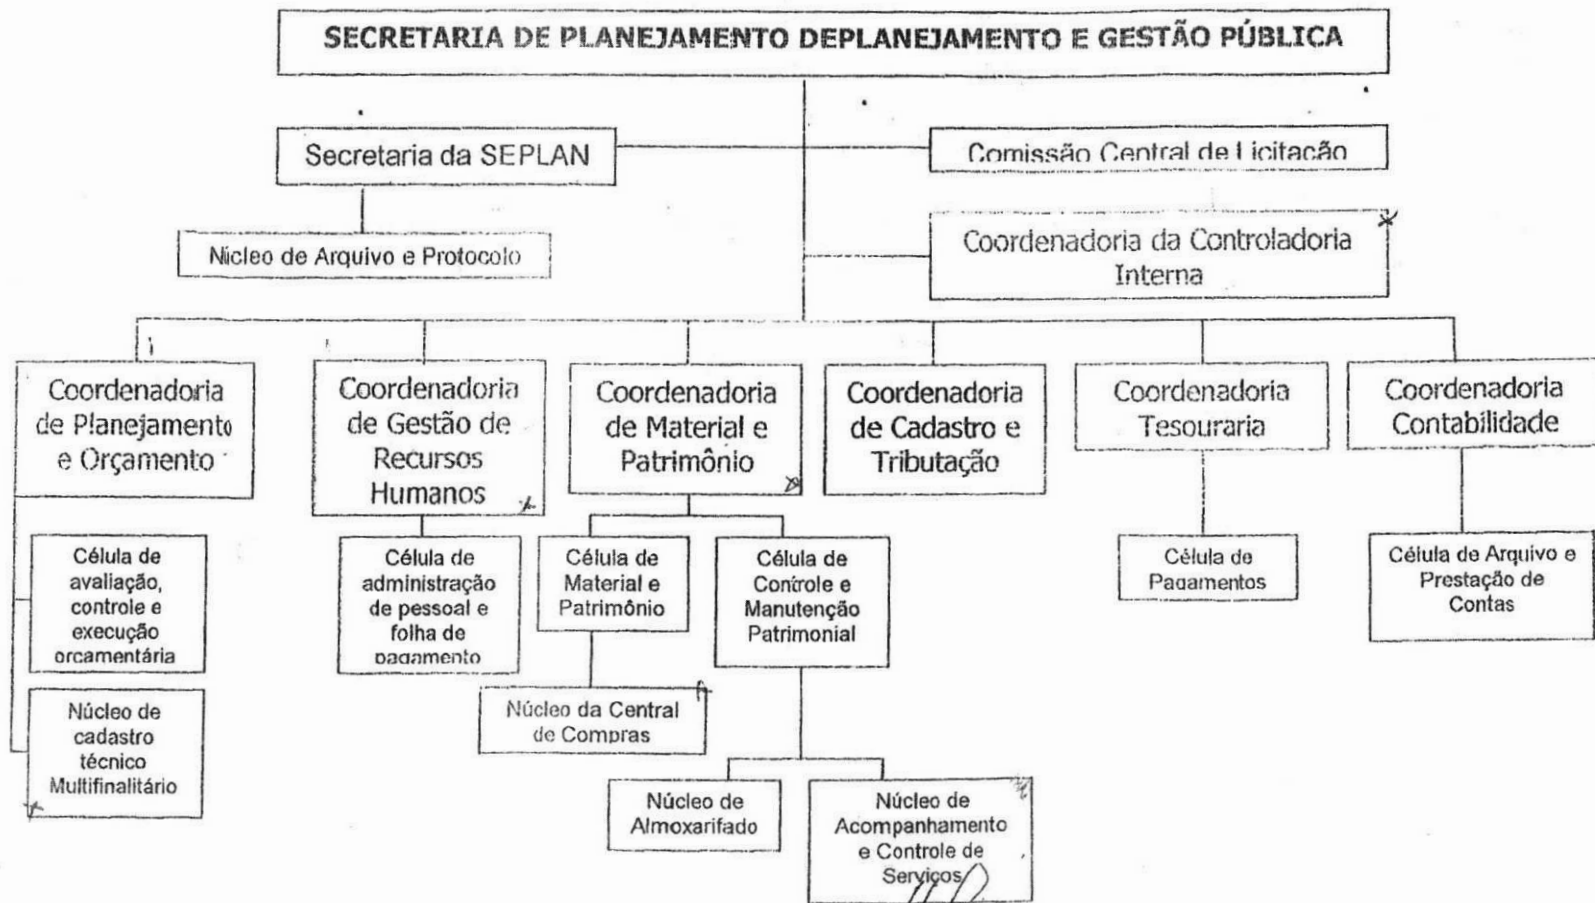 SECRETARIA DE PLANEJAMENTO DEPLANEJAMENTO E GESTÃO PÚBLICA
Secretaria da SEPLAN
Comissão Central de Licitação
Núcleo de Arquivo e Protocolo
Coordenadoria da Controladoria
Interna
Coordenadoria
de Planejamento
e Orçamento
Coordenadoria
de Gestão de
Recursos
Humanos
Coordenadoria
de Material e
Patrimônio
Coordenadoria
de Cadastro e
Tributação
Coordenadoria
Tesouraria
Coordenadoria
Contabilidade
Célula de
avaliação,
controle e
execução
orçamentária
Célula de
administração
de pessoal e
folha de
pagamento
Célula de
Material e
Patrimônio
Célula de
Controle e
Manutenção
Patrimonial
Célula de
Pagamentos
Célula de Arquivo e
Prestação de
Contas
Núcleo de
cadastro
técnico
Multifinalitário
Núcleo da Central
de Compras
Núcleo de
Almoxarifado
Núcleo de
Acompanhamento
e Controle de
Serviços